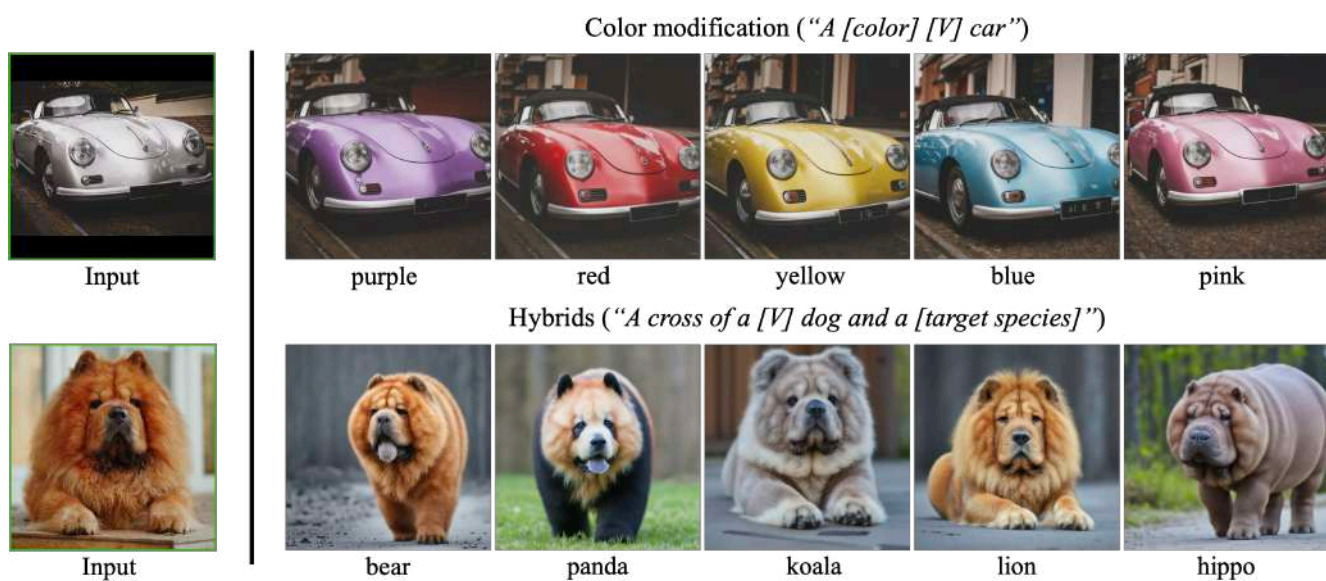 Color modification (“A [color] [V] car”)
Input
purple
red
yellow
blue
pink
Hybrids (“A cross of a [V] dog and a [target species]”)
Input
bear
panda
koala
lion
hippo